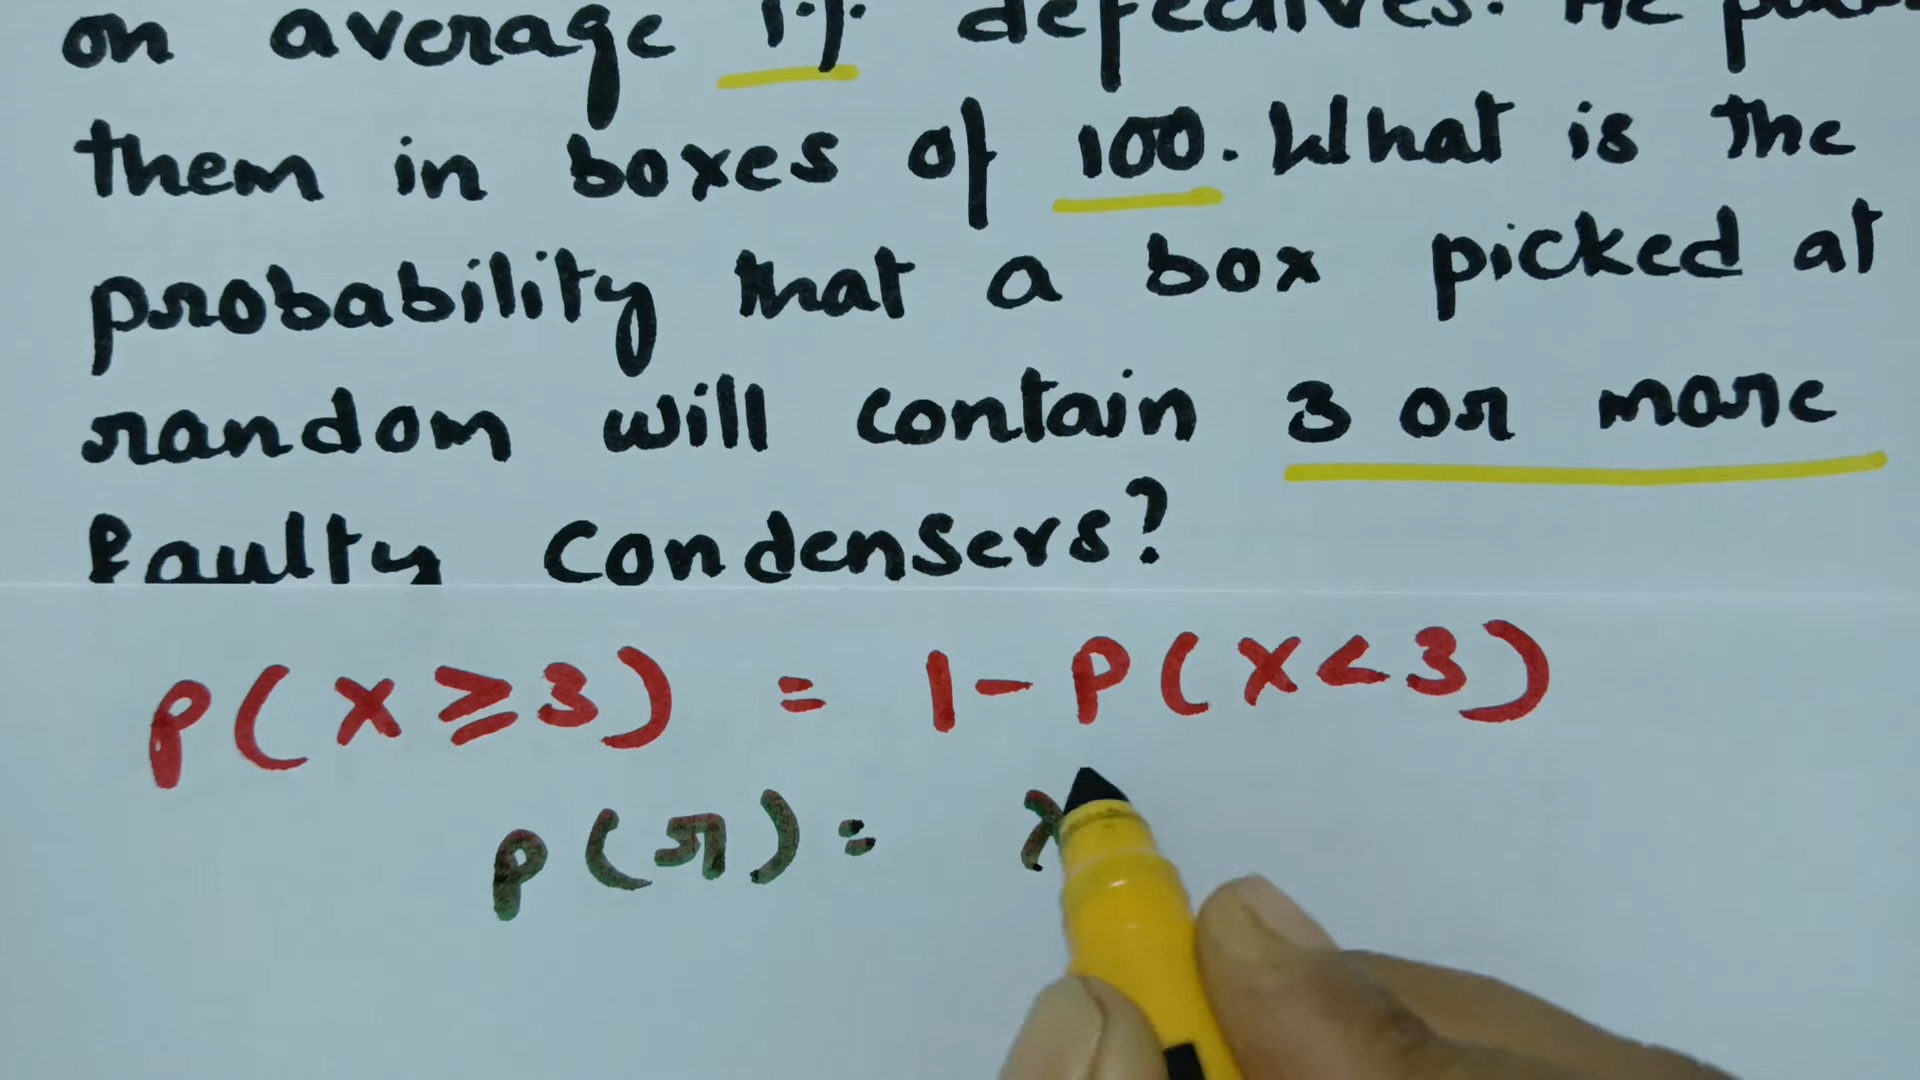 on average 1% defectives. He
them in boxes of 100. What is the
probability that a box picked at
random will contain 3 or more
faulty condensers?
P(x≥3) = 1-P(x<3)
P(r) =